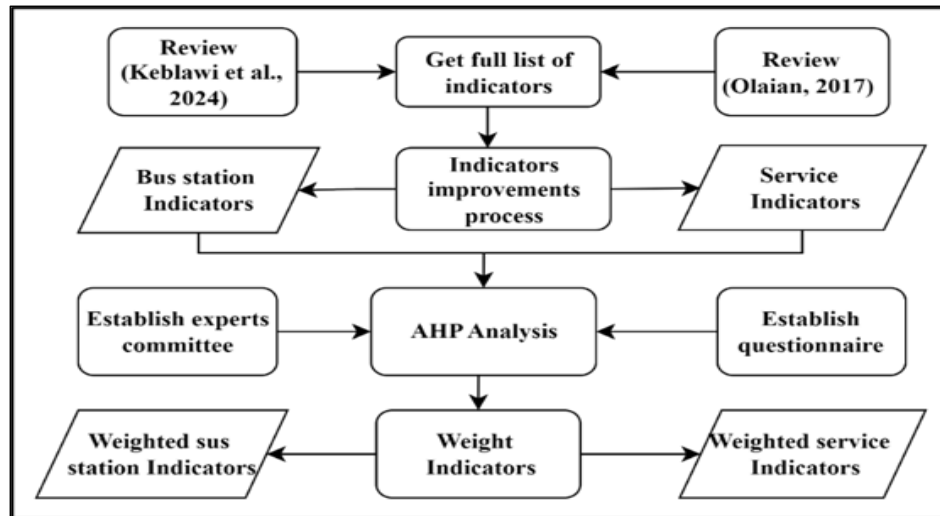 Review
(Keblawi et al.,
2024)
Get full list of
indicators
Review
(Olaian, 2017)
Bus station
Indicators
Indicators
improvements
process
Service
Indicators
Establish experts
committee
AHP Analysis
Establish
questionnaire
Weighted sus
station Indicators
Weight
Indicators
Weighted service
Indicators